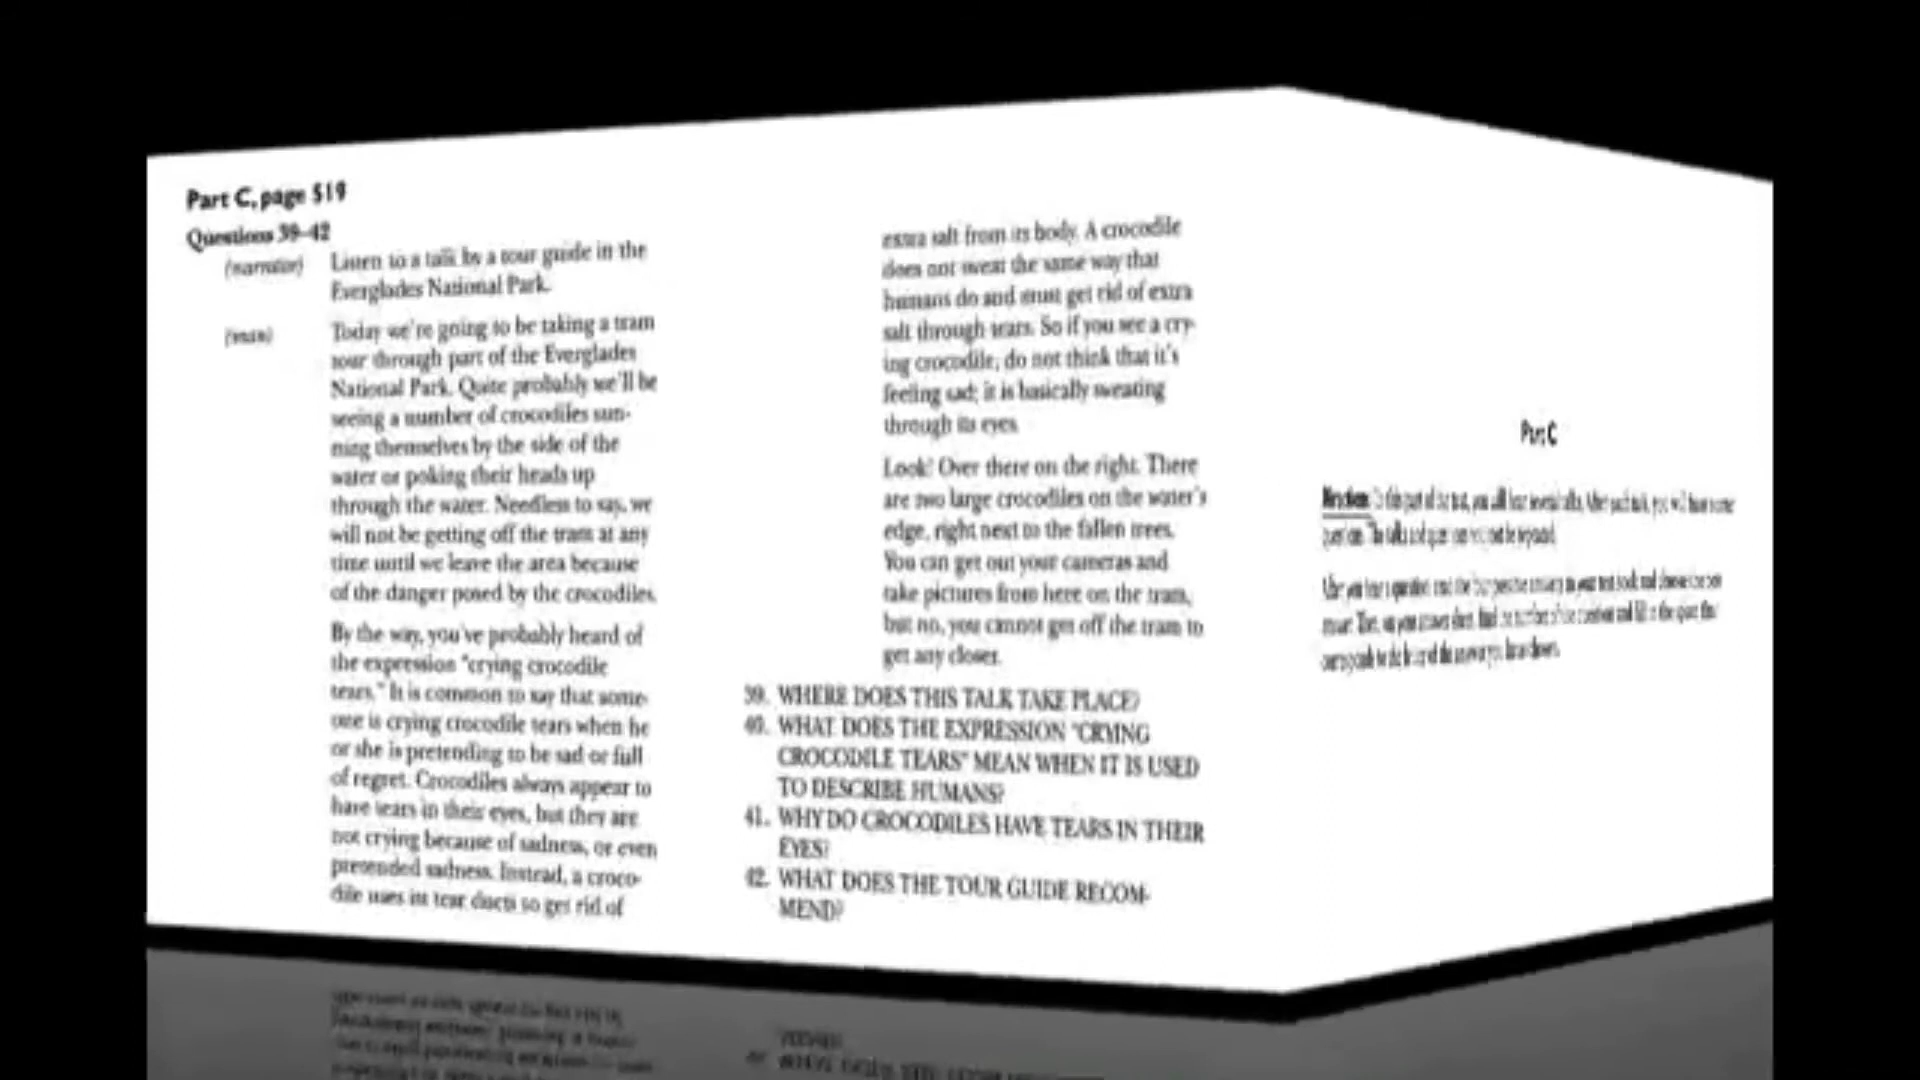 Part C, page 519
Questions 39–42
(narrator) Listen to a talk by a tour guide in the
Everglades National Park.
(man) Today we're going to be taking a tram
tour through part of the Everglades
National Park. Quite probably we'll be
seeing a number of crocodiles sun-
ning themselves by the side of the
water or poking their heads up
through the water. Needless to say, we
will not be getting off the tram at any
time until we leave the area because
of the danger posed by the crocodiles.
By the way, you've probably heard of
the expression "crying crocodile
tears." It is common to say that some-
one is crying crocodile tears when he
or she is pretending to be sad or full
of regret. Crocodiles always appear to
have tears in their eyes, but they are
not crying because of sadness, or even
pretended sadness. Instead, a croco-
dile uses its tear ducts to get rid of
extra salt from its body. A crocodile
does not sweat the same way that
humans do and must get rid of extra
salt through tears. So if you see a cry-
ing crocodile, do not think that it's
feeling sad; it is basically sweating
through its eyes.
Look! Over there on the right. There
are two large crocodiles on the water's
edge, right next to the fallen trees.
You can get out your cameras and
take pictures from here on the tram,
but no, you cannot get off the tram to
get any closer.
39. WHERE DOES THIS TALK TAKE PLACE?
40. WHAT DOES THE EXPRESSION "CRYING
CROCODILE TEARS" MEAN WHEN IT IS USED
TO DESCRIBE HUMANS?
41. WHY DO CROCODILES HAVE TEARS IN THEIR
EYES?
42. WHAT DOES THE TOUR GUIDE RECOM-
MEND?
Part C